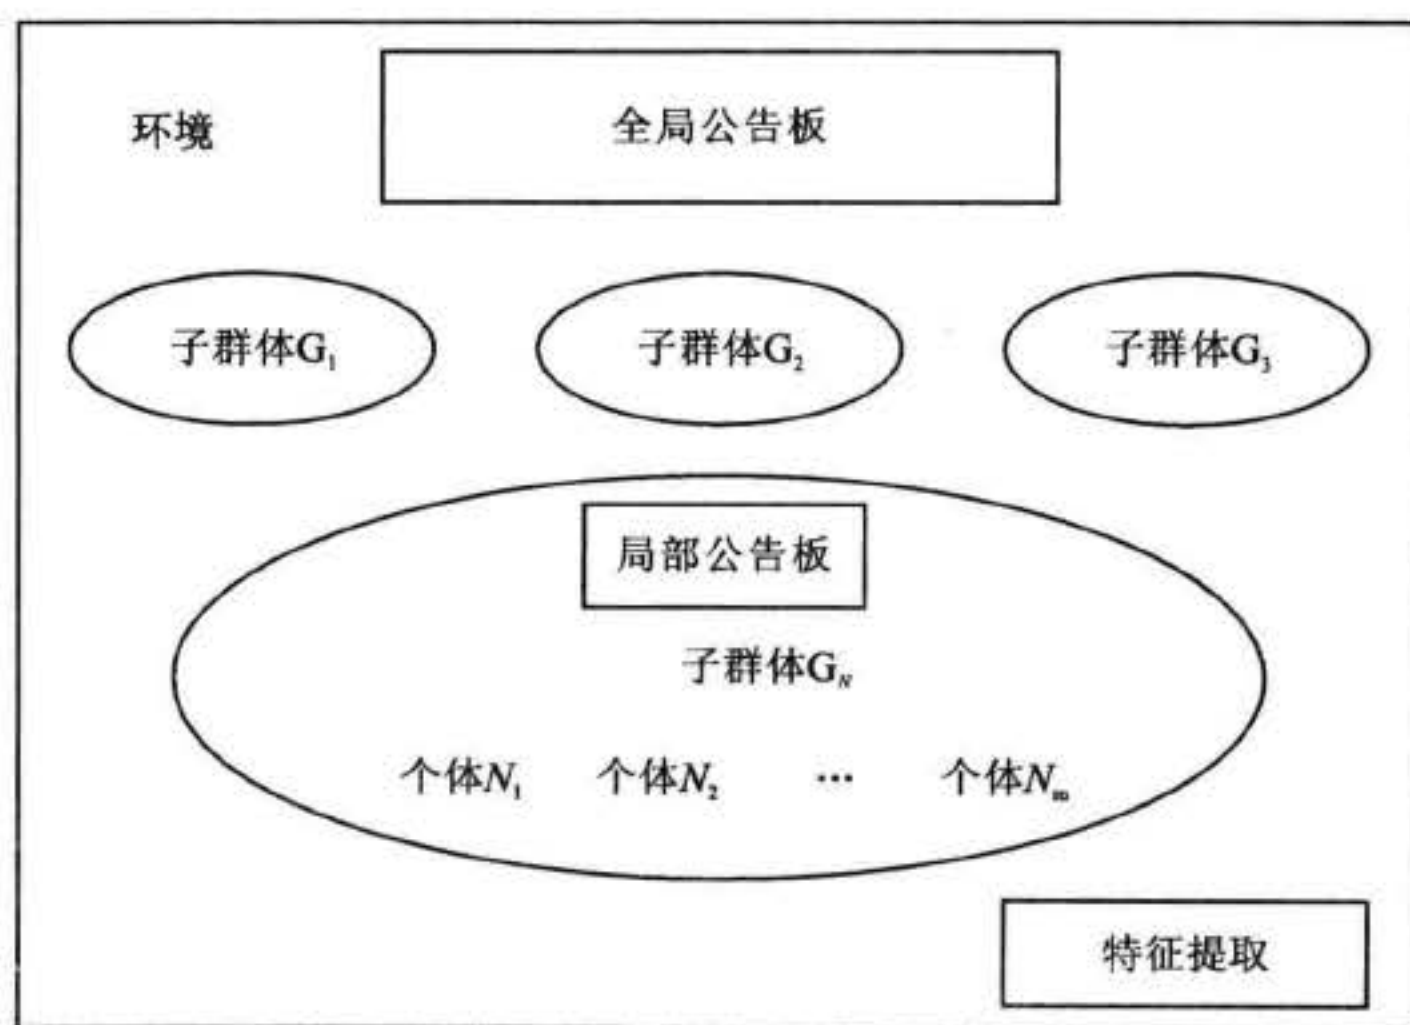 环境
全局公告板
子群体G₁ 子群体G₂ 子群体G₃
局部公告板
子群体G_N
个体N₁ 个体N₂ … 个体Nₘ
特征提取